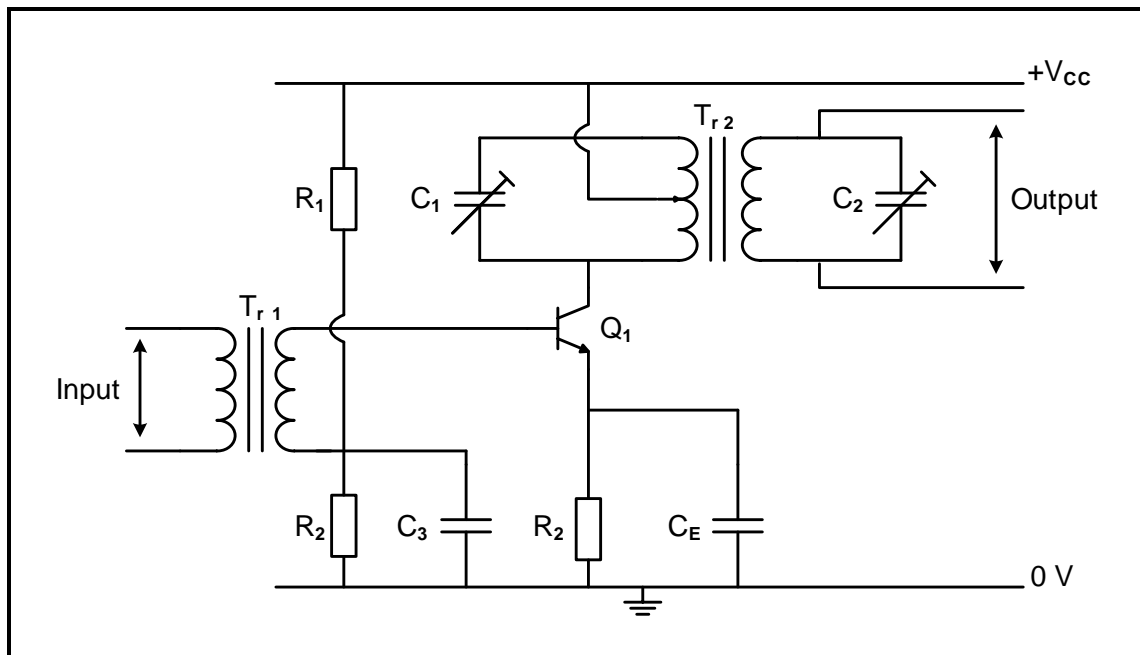 +VCC
Tr 2
R1
C1
C2
Output
Tr 1
Q1
Input
R2
C3
R2
CE
0 V